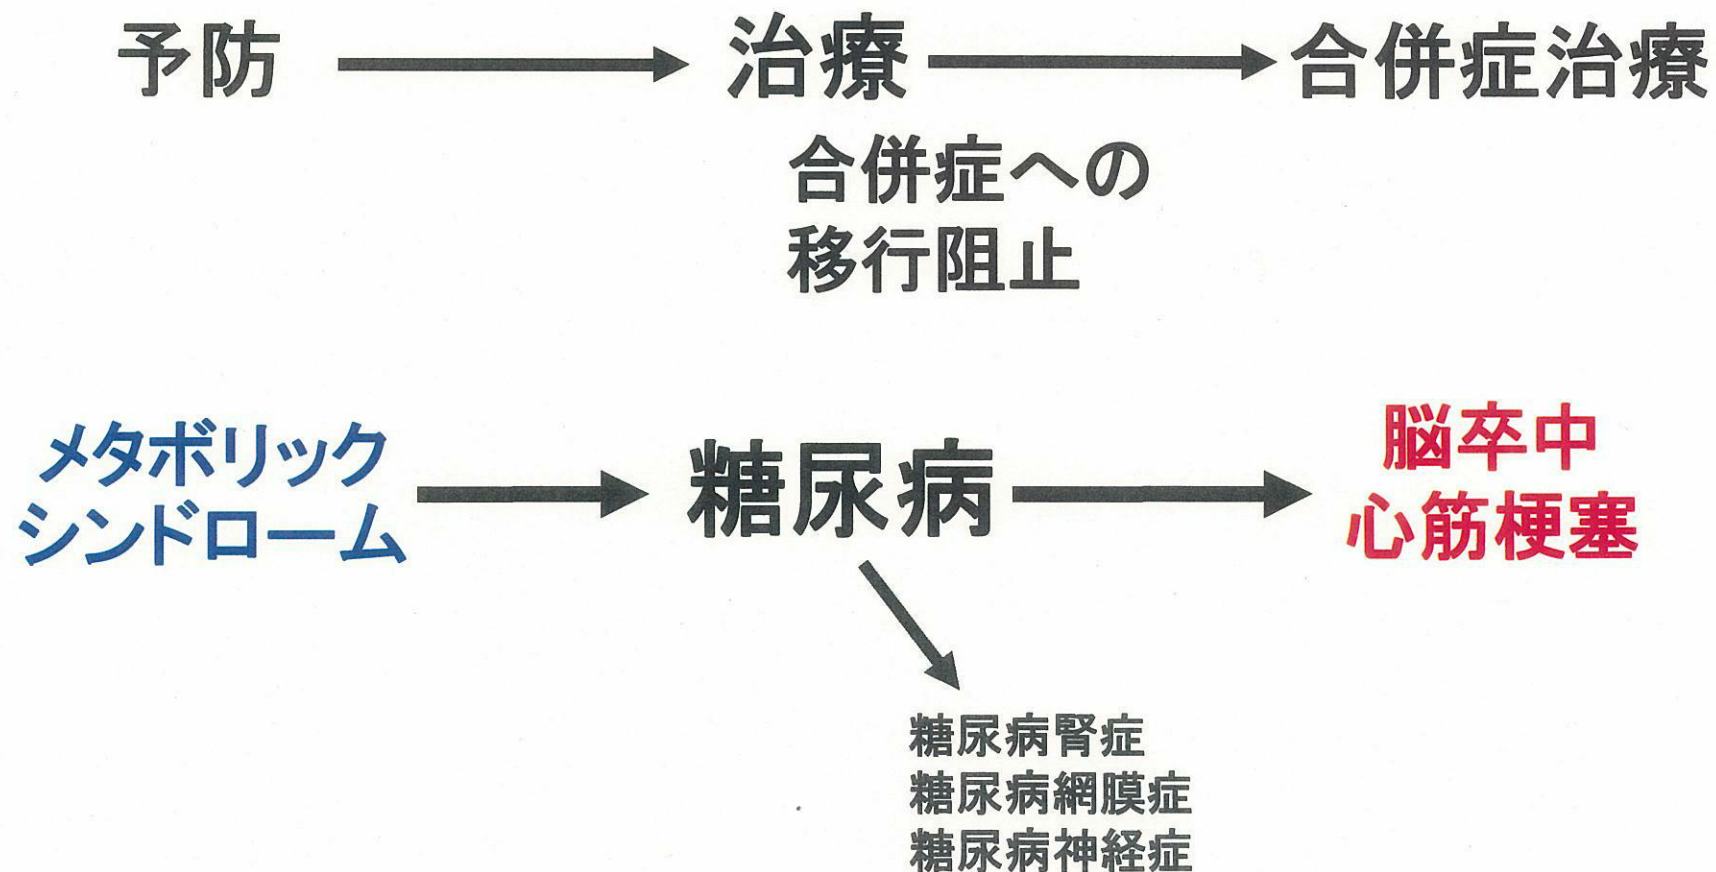 予防
治療
合併症治療
合併症への
移行阻止
メタボリック
シンドローム
糖尿病
脳卒中
心筋梗塞
糖尿病腎症
糖尿病網膜症
糖尿病神経症